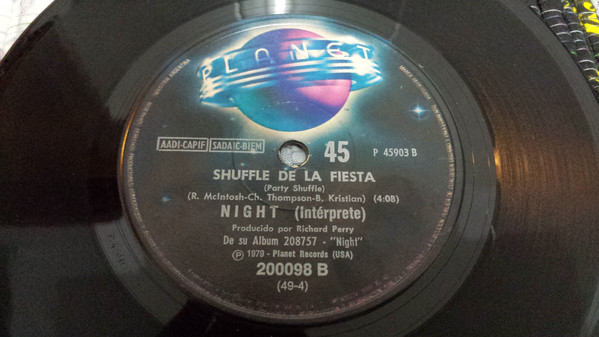 PLANET
AADI-CAPIF SADAIC-BIEM
45
P 45903 B
SHUFFLE DE LA FIESTA
(Party Shuffle)
(R. McIntosh-Ch. Thompson-B. Kristian) (4:08)
NIGHT (Intérprete)
Producido por Richard Perry
De su Album 208757 - "Night"
Ⓟ 1979 - Planet Records (USA)
200098 B
(49-4)